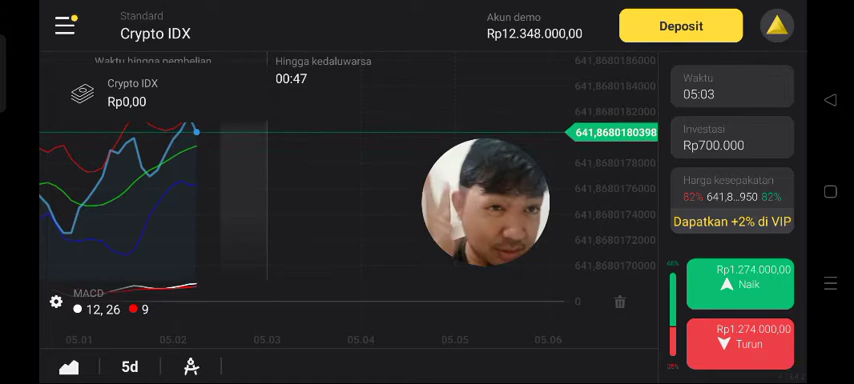 Standard
Crypto IDX
Akun demo
Rp12.348.000,00
Deposit
Waktu hingga pembelian
Hingga kedaluwarsa
00:47
Crypto IDX
Rp0,00
641,8680186000
641,8680184000
641,8680182000
641,8680180398
641,8680178000
641,8680176000
641,8680174000
641,8680172000
641,8680170000
Waktu
05:03
Investasi
Rp700.000
Harga kesepakatan
82% 641,8...950 82%
Dapatkan +2% di VIP
Rp1.274.000,00
Naik
Rp1.274.000,00
Turun
MACD
12, 26
9
0
05.01
05.02
05.03
05.04
05.05
05.06
5d